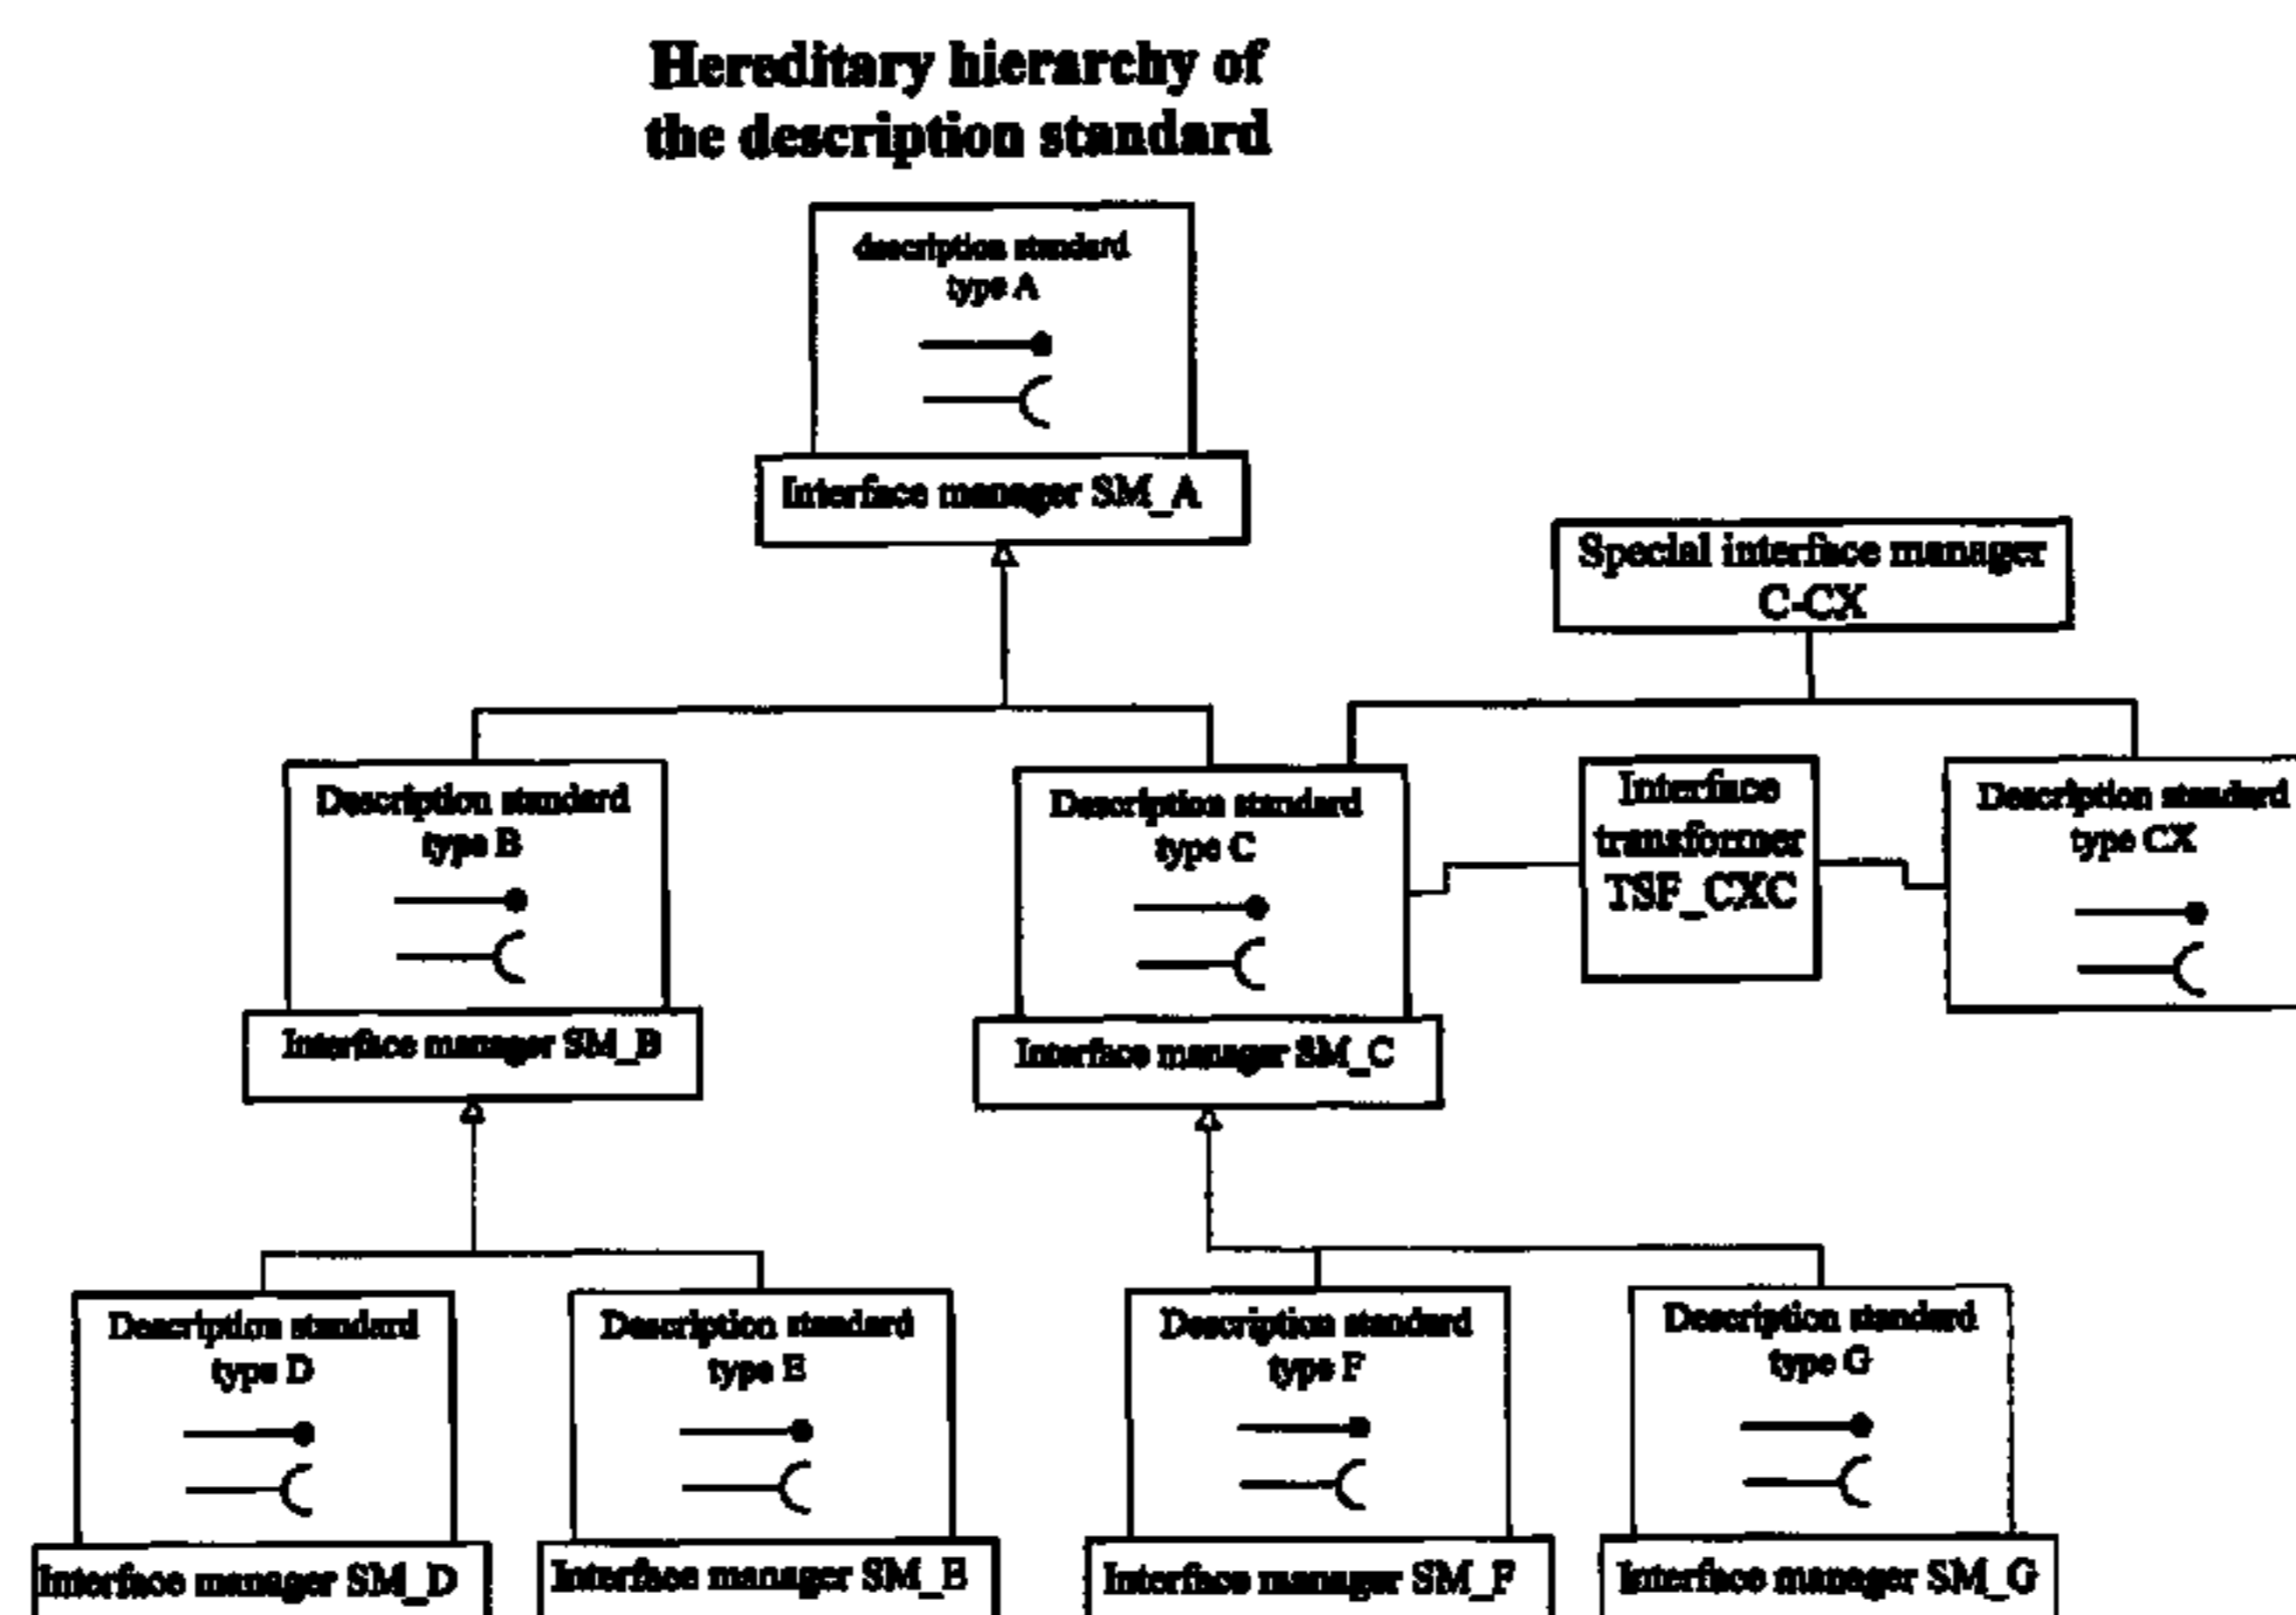 Hereditary hierarchy of
the description standard
description standard
type A
Interface manager SM_A
Special interface manager
C-CX
Description standard
type B
Interface manager SM_B
Description standard
type C
Interface manager SM_C
Interface
transformer
TSF_CXC
Description standard
type CX
Description standard
type D
Interface manager SM_D
Description standard
type E
Interface manager SM_E
Description standard
type F
Interface manager SM_F
Description standard
type G
Interface manager SM_G